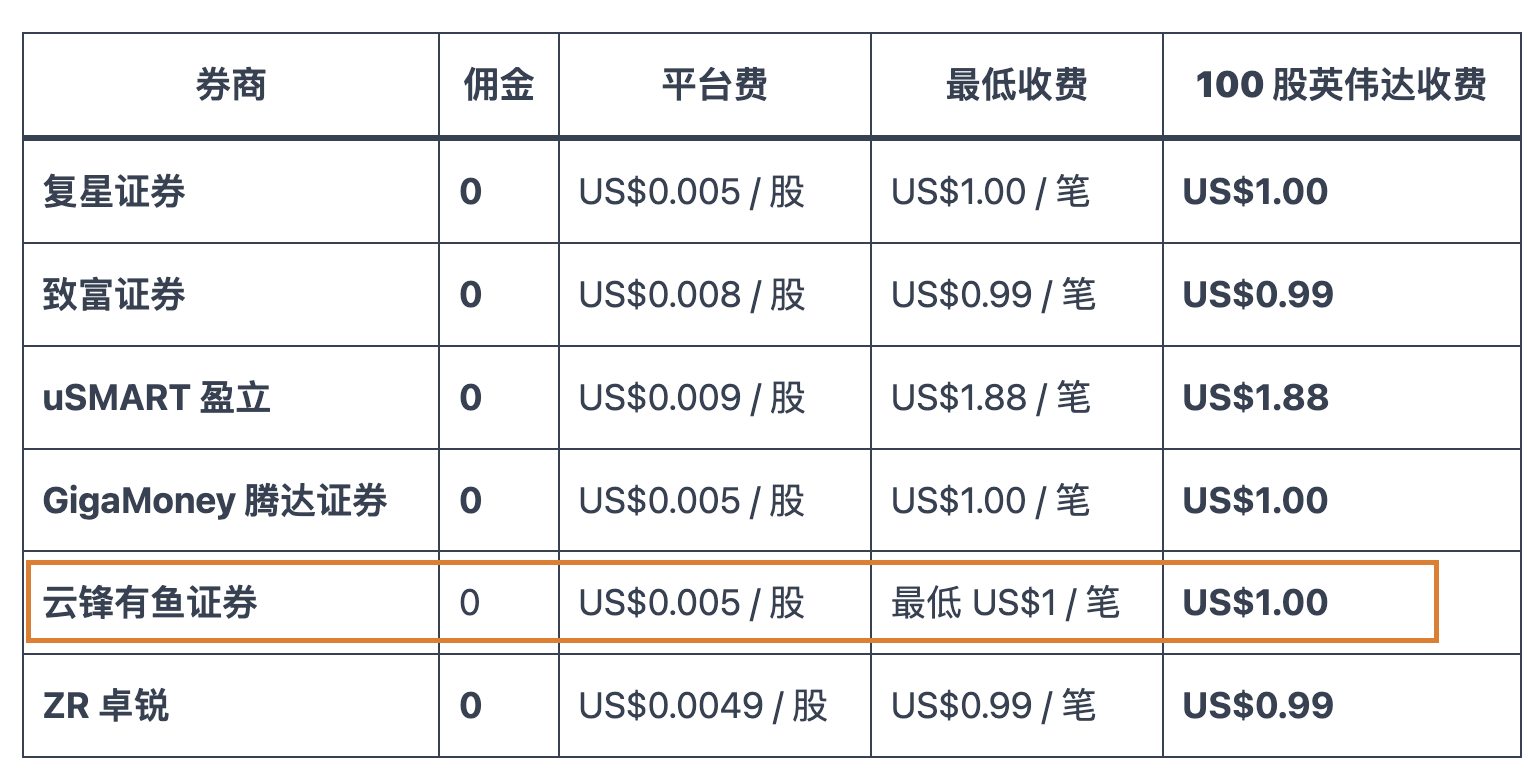 券商 佣金 平台费 最低收费 100 股英伟达收费
复星证券 0 US$0.005 / 股 US$1.00 / 笔 US$1.00
致富证券 0 US$0.008 / 股 US$0.99 / 笔 US$0.99
uSMART 盈立 0 US$0.009 / 股 US$1.88 / 笔 US$1.88
GigaMoney 腾达证券 0 US$0.005 / 股 US$1.00 / 笔 US$1.00
云锋有鱼证券 0 US$0.005 / 股 最低 US$1 / 笔 US$1.00
ZR 卓锐 0 US$0.0049 / 股 US$0.99 / 笔 US$0.99